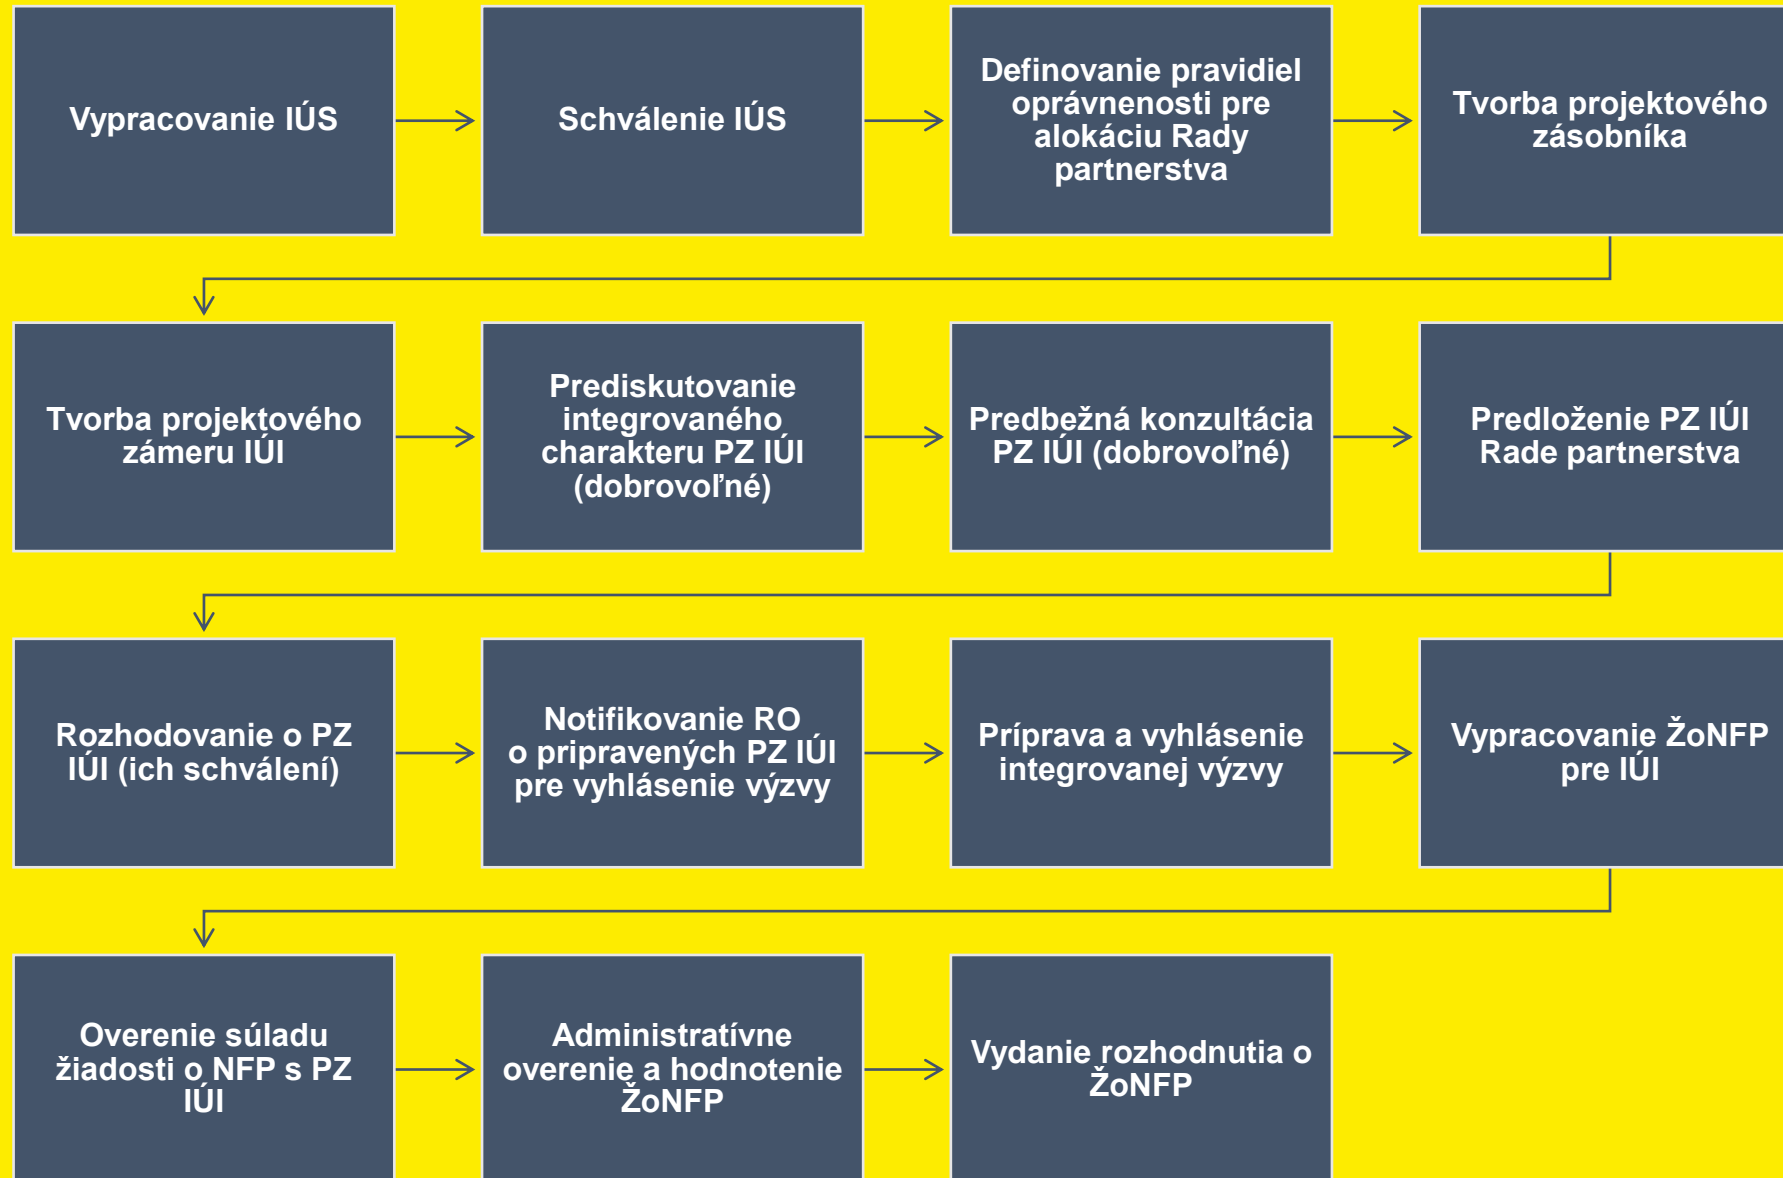 Vypracovanie IÚS
Schválenie IÚS
Definovanie pravidiel
oprávnenosti pre
alokáciu Rady
partnerstva
Tvorba projektového
zásobníka
Tvorba projektového
zámeru IÚI
Prediskutovanie
integrovaného
charakteru PZ IÚI
(dobrovoľné)
Predbežná konzultácia
PZ IÚI (dobrovoľné)
Predloženie PZ IÚI
Rade partnerstva
Rozhodovanie o PZ
IÚI (ich schválení)
Notifikovanie RO
o pripravených PZ IÚI
pre vyhlásenie výzvy
Príprava a vyhlásenie
integrovanej výzvy
Vypracovanie ŽoNFP
pre IÚI
Overenie súladu
žiadosti o NFP s PZ
IÚI
Administratívne
overenie a hodnotenie
ŽoNFP
Vydanie rozhodnutia o
ŽoNFP